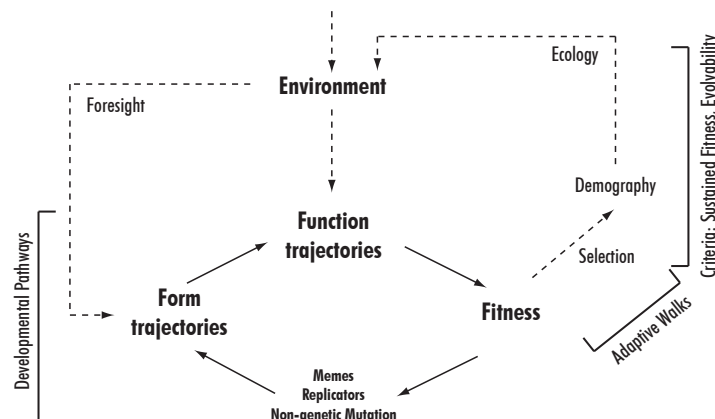 Ecology
Environment
Foresight
Criteria: Sustained Fitness, Evolvability
Demography
Function
trajectories
Selection
Developmental Pathways
Form
trajectories
Fitness
Adaptive Walks
Memes
Replicators
Non-genetic Mutation